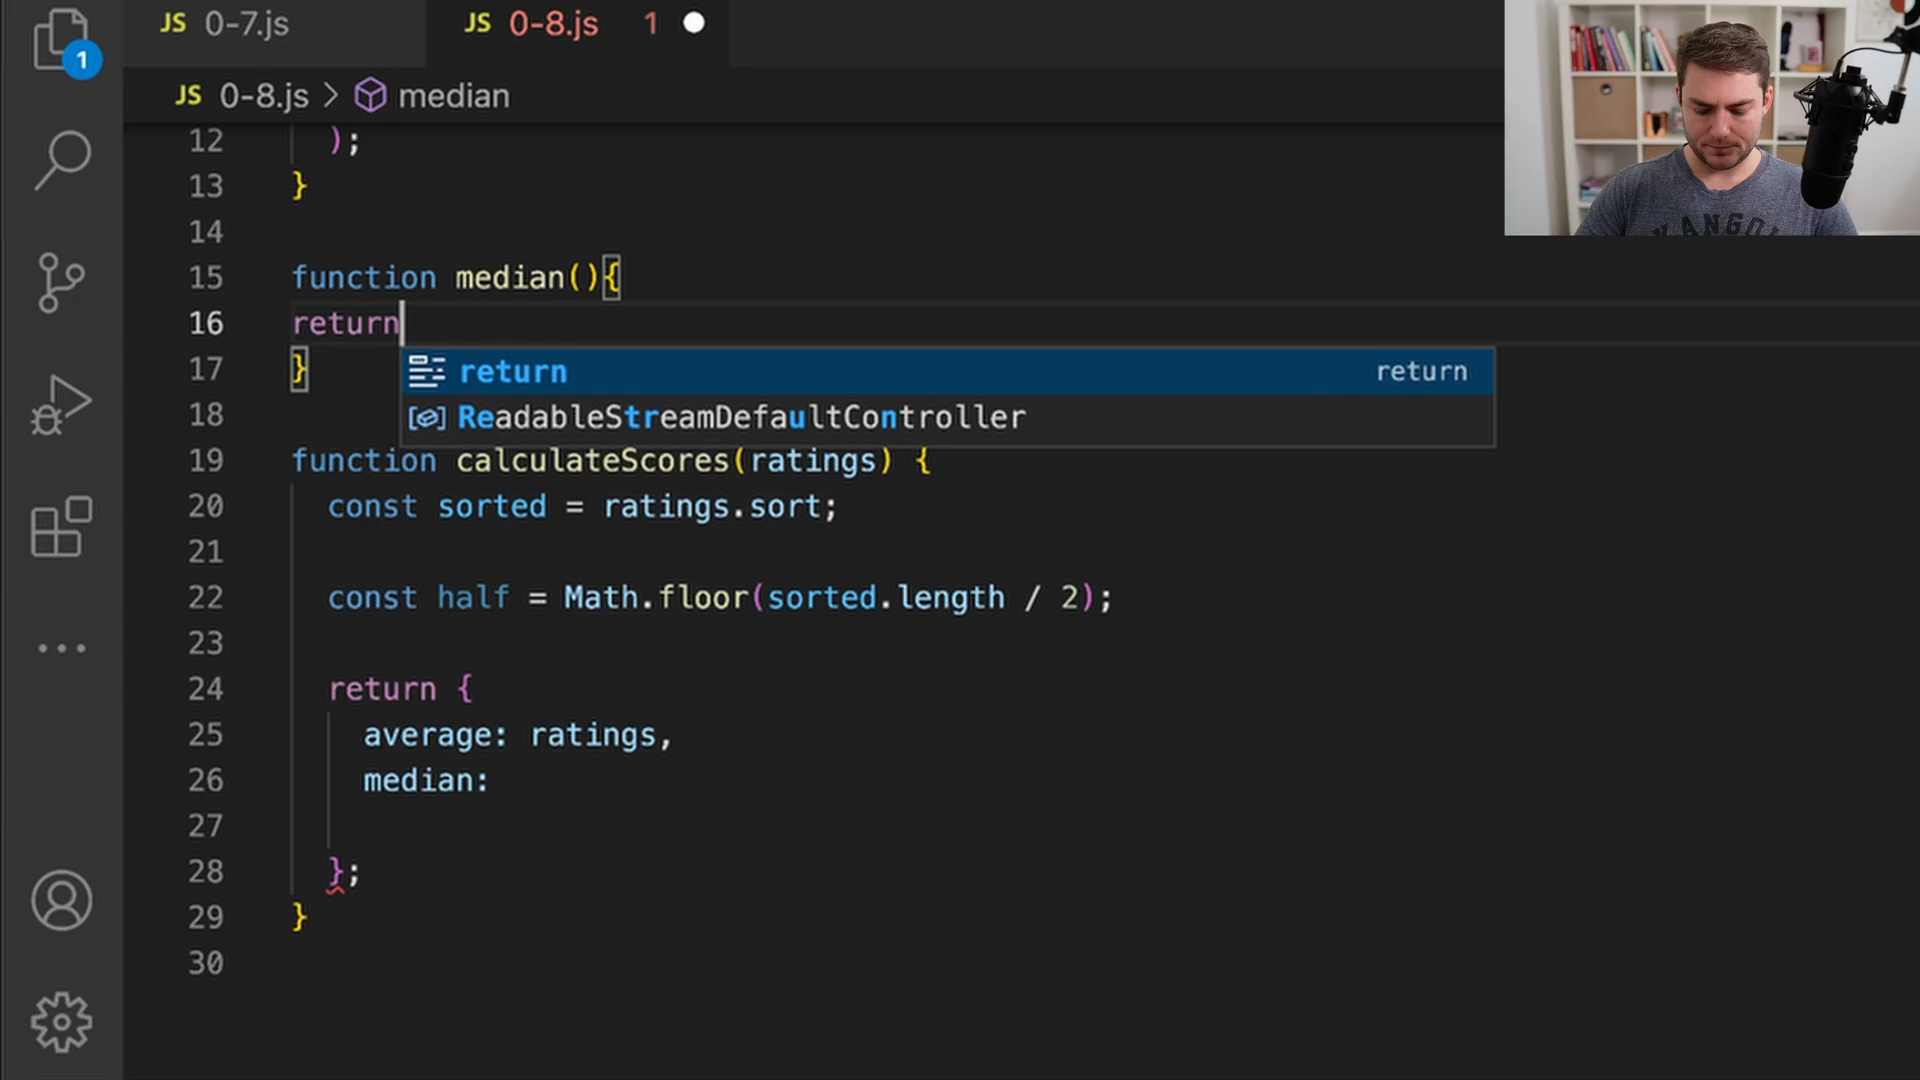 JS 0-7.js JS 0-8.js 1
1
JS 0-8.js > median
12 );
13 }
14
15 function median(){
16 return
return return
17 }
ReadableStreamDefaultController
18
19 function calculateScores(ratings) {
20 const sorted = ratings.sort;
21
22 const half = Math.floor(sorted.length / 2);
23
24 return {
25 average: ratings,
26 median:
27
28 };
29 }
30